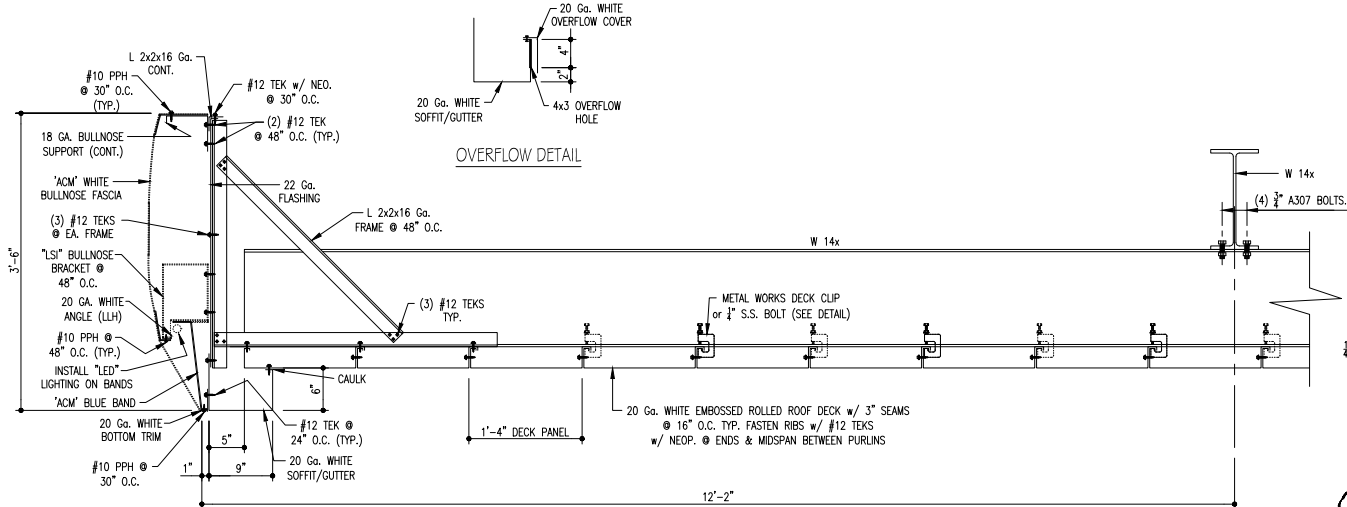 20 Ga. WHITE
OVERFLOW COVER
4"
2"
20 Ga. WHITE
SOFFIT/GUTTER
4x3 OVERFLOW
HOLE
OVERFLOW DETAIL
L 2x2x16 Ga.
CONT.
#10 PPH
@ 30" O.C.
(TYP.)
#12 TEK w/ NEO.
@ 30" O.C.
(2) #12 TEK
@ 48" O.C. (TYP.)
18 GA. BULLNOSE
SUPPORT (CONT.)
'ACM' WHITE
BULLNOSE FASCIA
22 Ga.
FLASHING
L 2x2x16 Ga.
FRAME @ 48" O.C.
(3) #12 TEKS
@ EA. FRAME
3'-6"
"LSI" BULLNOSE
BRACKET @
48" O.C.
20 GA. WHITE
ANGLE (LLH)
#10 PPH @
48" O.C. (TYP.)
INSTALL "LED"
LIGHTING ON BANDS
'ACM' BLUE BAND
20 Ga. WHITE
BOTTOM TRIM
#10 PPH @
30" O.C.
1"
5"
9"
#12 TEK @
24" O.C. (TYP.)
20 Ga. WHITE
SOFFIT/GUTTER
CAULK
6"
(3) #12 TEKS
TYP.
W 14x
W 14x
(4) 3/4" A307 BOLTS.
METAL WORKS DECK CLIP
or 1/4" S.S. BOLT (SEE DETAIL)
1'-4" DECK PANEL
20 Ga. WHITE EMBOSSED ROLLED ROOF DECK w/ 3" SEAMS
@ 16" O.C. TYP. FASTEN RIBS w/ #12 TEKS
w/ NEOP. @ ENDS & MIDSPAN BETWEEN PURLINS
12'-2"